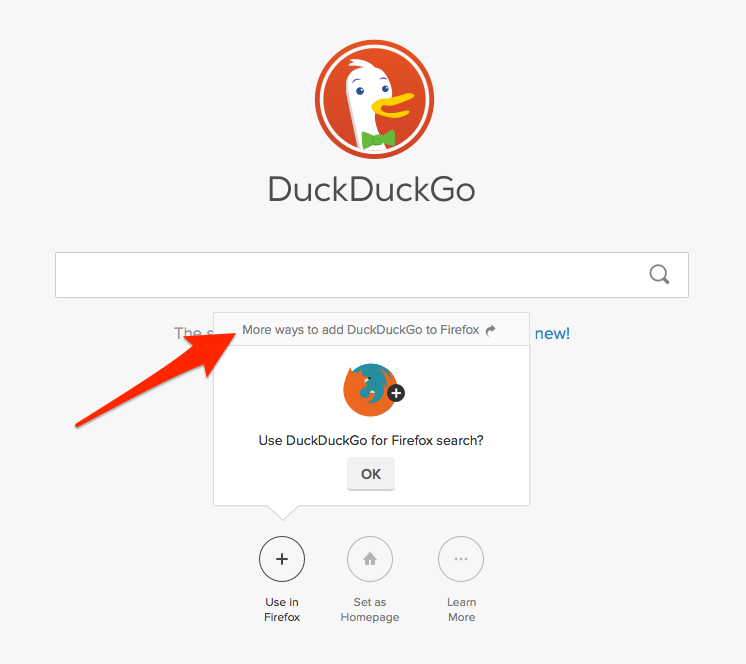 DuckDuckGo
More ways to add DuckDuckGo to Firefox
The new!
Use DuckDuckGo for Firefox search?
OK
Use in
Firefox
Set as
Homepage
Learn
More